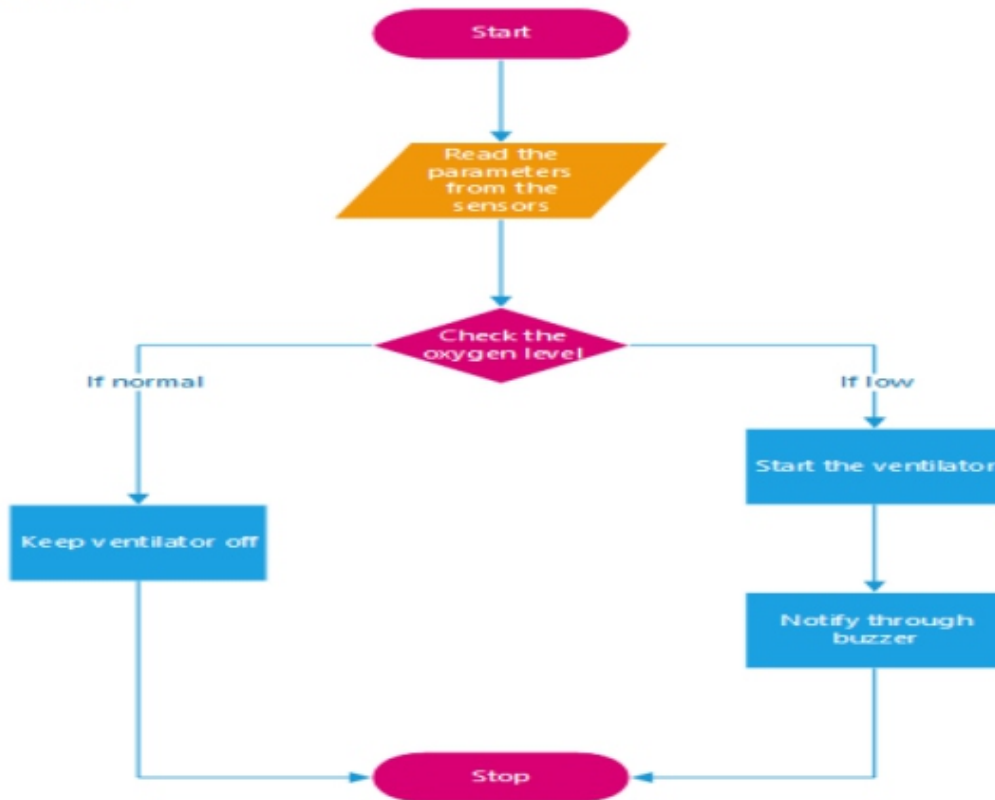 Start
Read the
parameters
from the
sensors
Check the
oxygen level
If normal
If low
Start the ventilator
Keep ventilator off
Notify through
buzzer
Stop